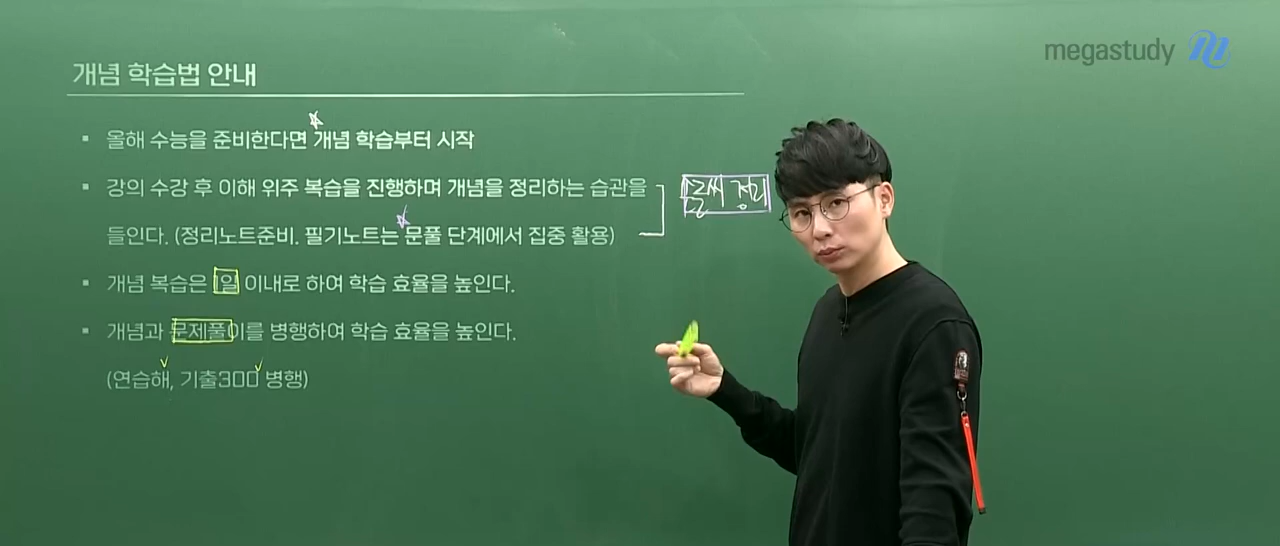 megastudy
개념 학습법 안내
▪ 올해 수능을 준비한다면 개념 학습부터 시작
▪ 강의 수강 후 이해 위주 복습을 진행하며 개념을 정리하는 습관을
들인다. (정리노트준비. 필기노트는 문풀 단계에서 집중 활용)
정리
▪ 개념 복습은 1일 이내로 하여 학습 효율을 높인다.
▪ 개념과 문제풀이를 병행하여 학습 효율을 높인다.
(연습해, 기출300 병행)